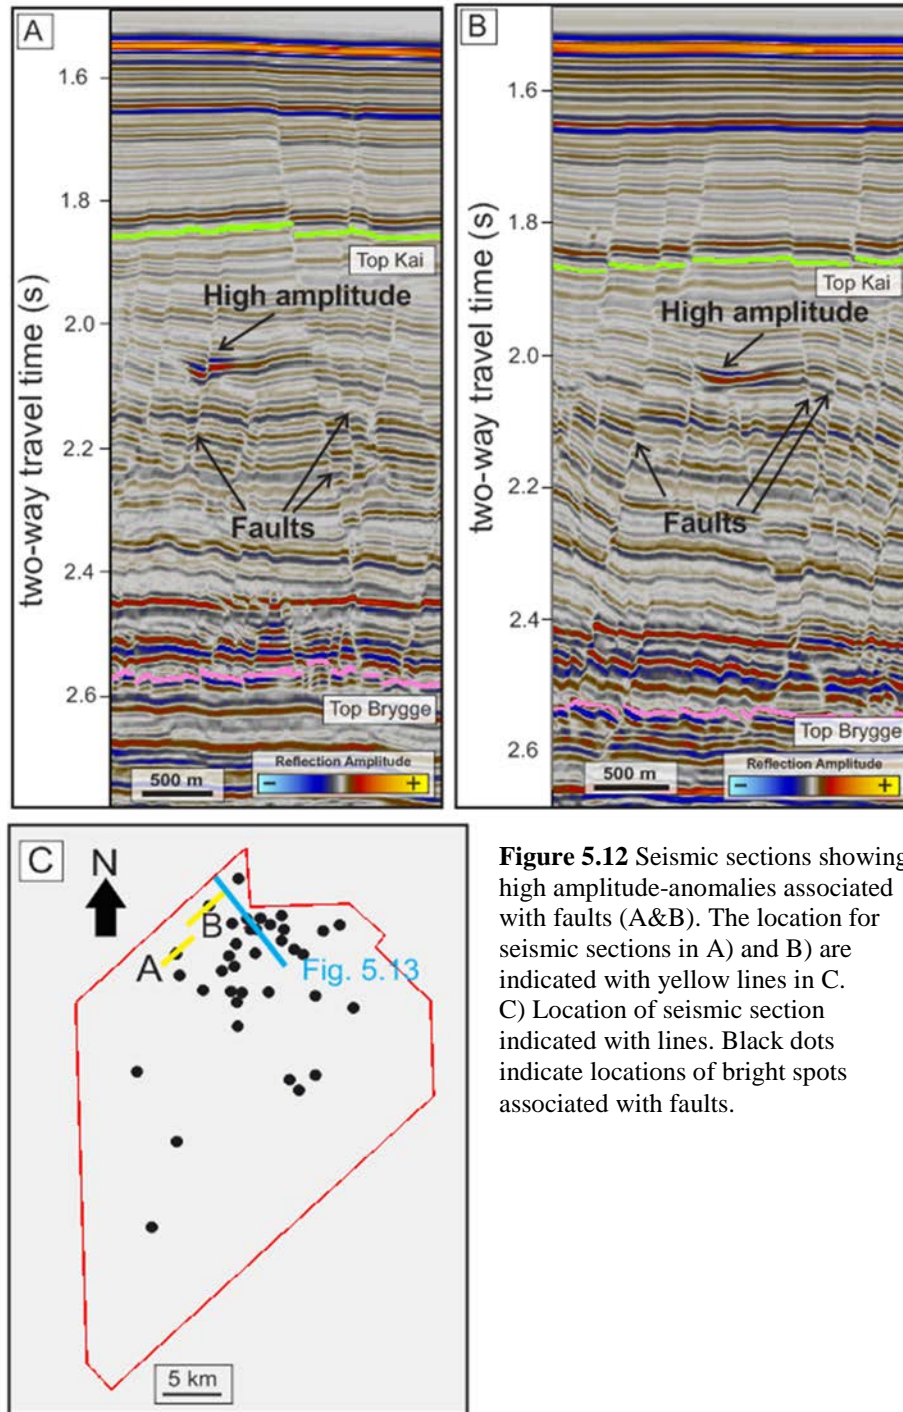 A
two-way travel time (s)
1.6
1.8
2.0
2.2
2.4
2.6
Top Kai
High amplitude
Faults
Top Brygge
500 m
Reflection Amplitude
- +
B
two-way travel time (s)
1.6
1.8
2.0
2.2
2.4
2.6
Top Kai
High amplitude
Faults
Top Brygge
500 m
Reflection Amplitude
- +
C
N
B
A
Fig. 5.13
5 km
Figure 5.12 Seismic sections showing
high amplitude-anomalies associated
with faults (A&B). The location for
seismic sections in A) and B) are
indicated with yellow lines in C.
C) Location of seismic section
indicated with lines. Black dots
indicate locations of bright spots
associated with faults.